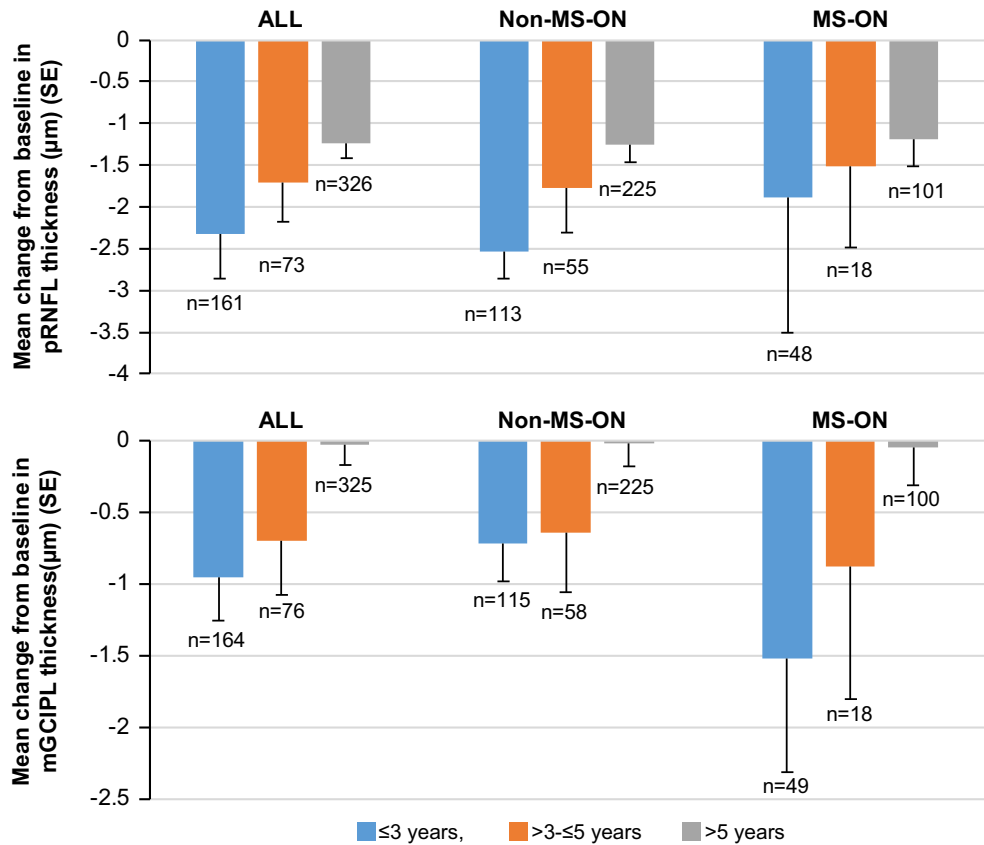 ALL Non-MS-ON MS-ON
Mean change from baseline in
pRNFL thickness (µm) (SE)
0
-0.5
-1
-1.5
-2
-2.5
-3
-3.5
-4
n=161 n=73 n=326
n=113 n=55 n=225
n=48 n=18 n=101
ALL Non-MS-ON MS-ON
Mean change from baseline in
mGCIPL thickness(µm) (SE)
0
-0.5
-1
-1.5
-2
-2.5
n=164 n=76 n=325
n=115 n=58 n=225
n=49 n=18 n=100
≤3 years, >3-≤5 years >5 years